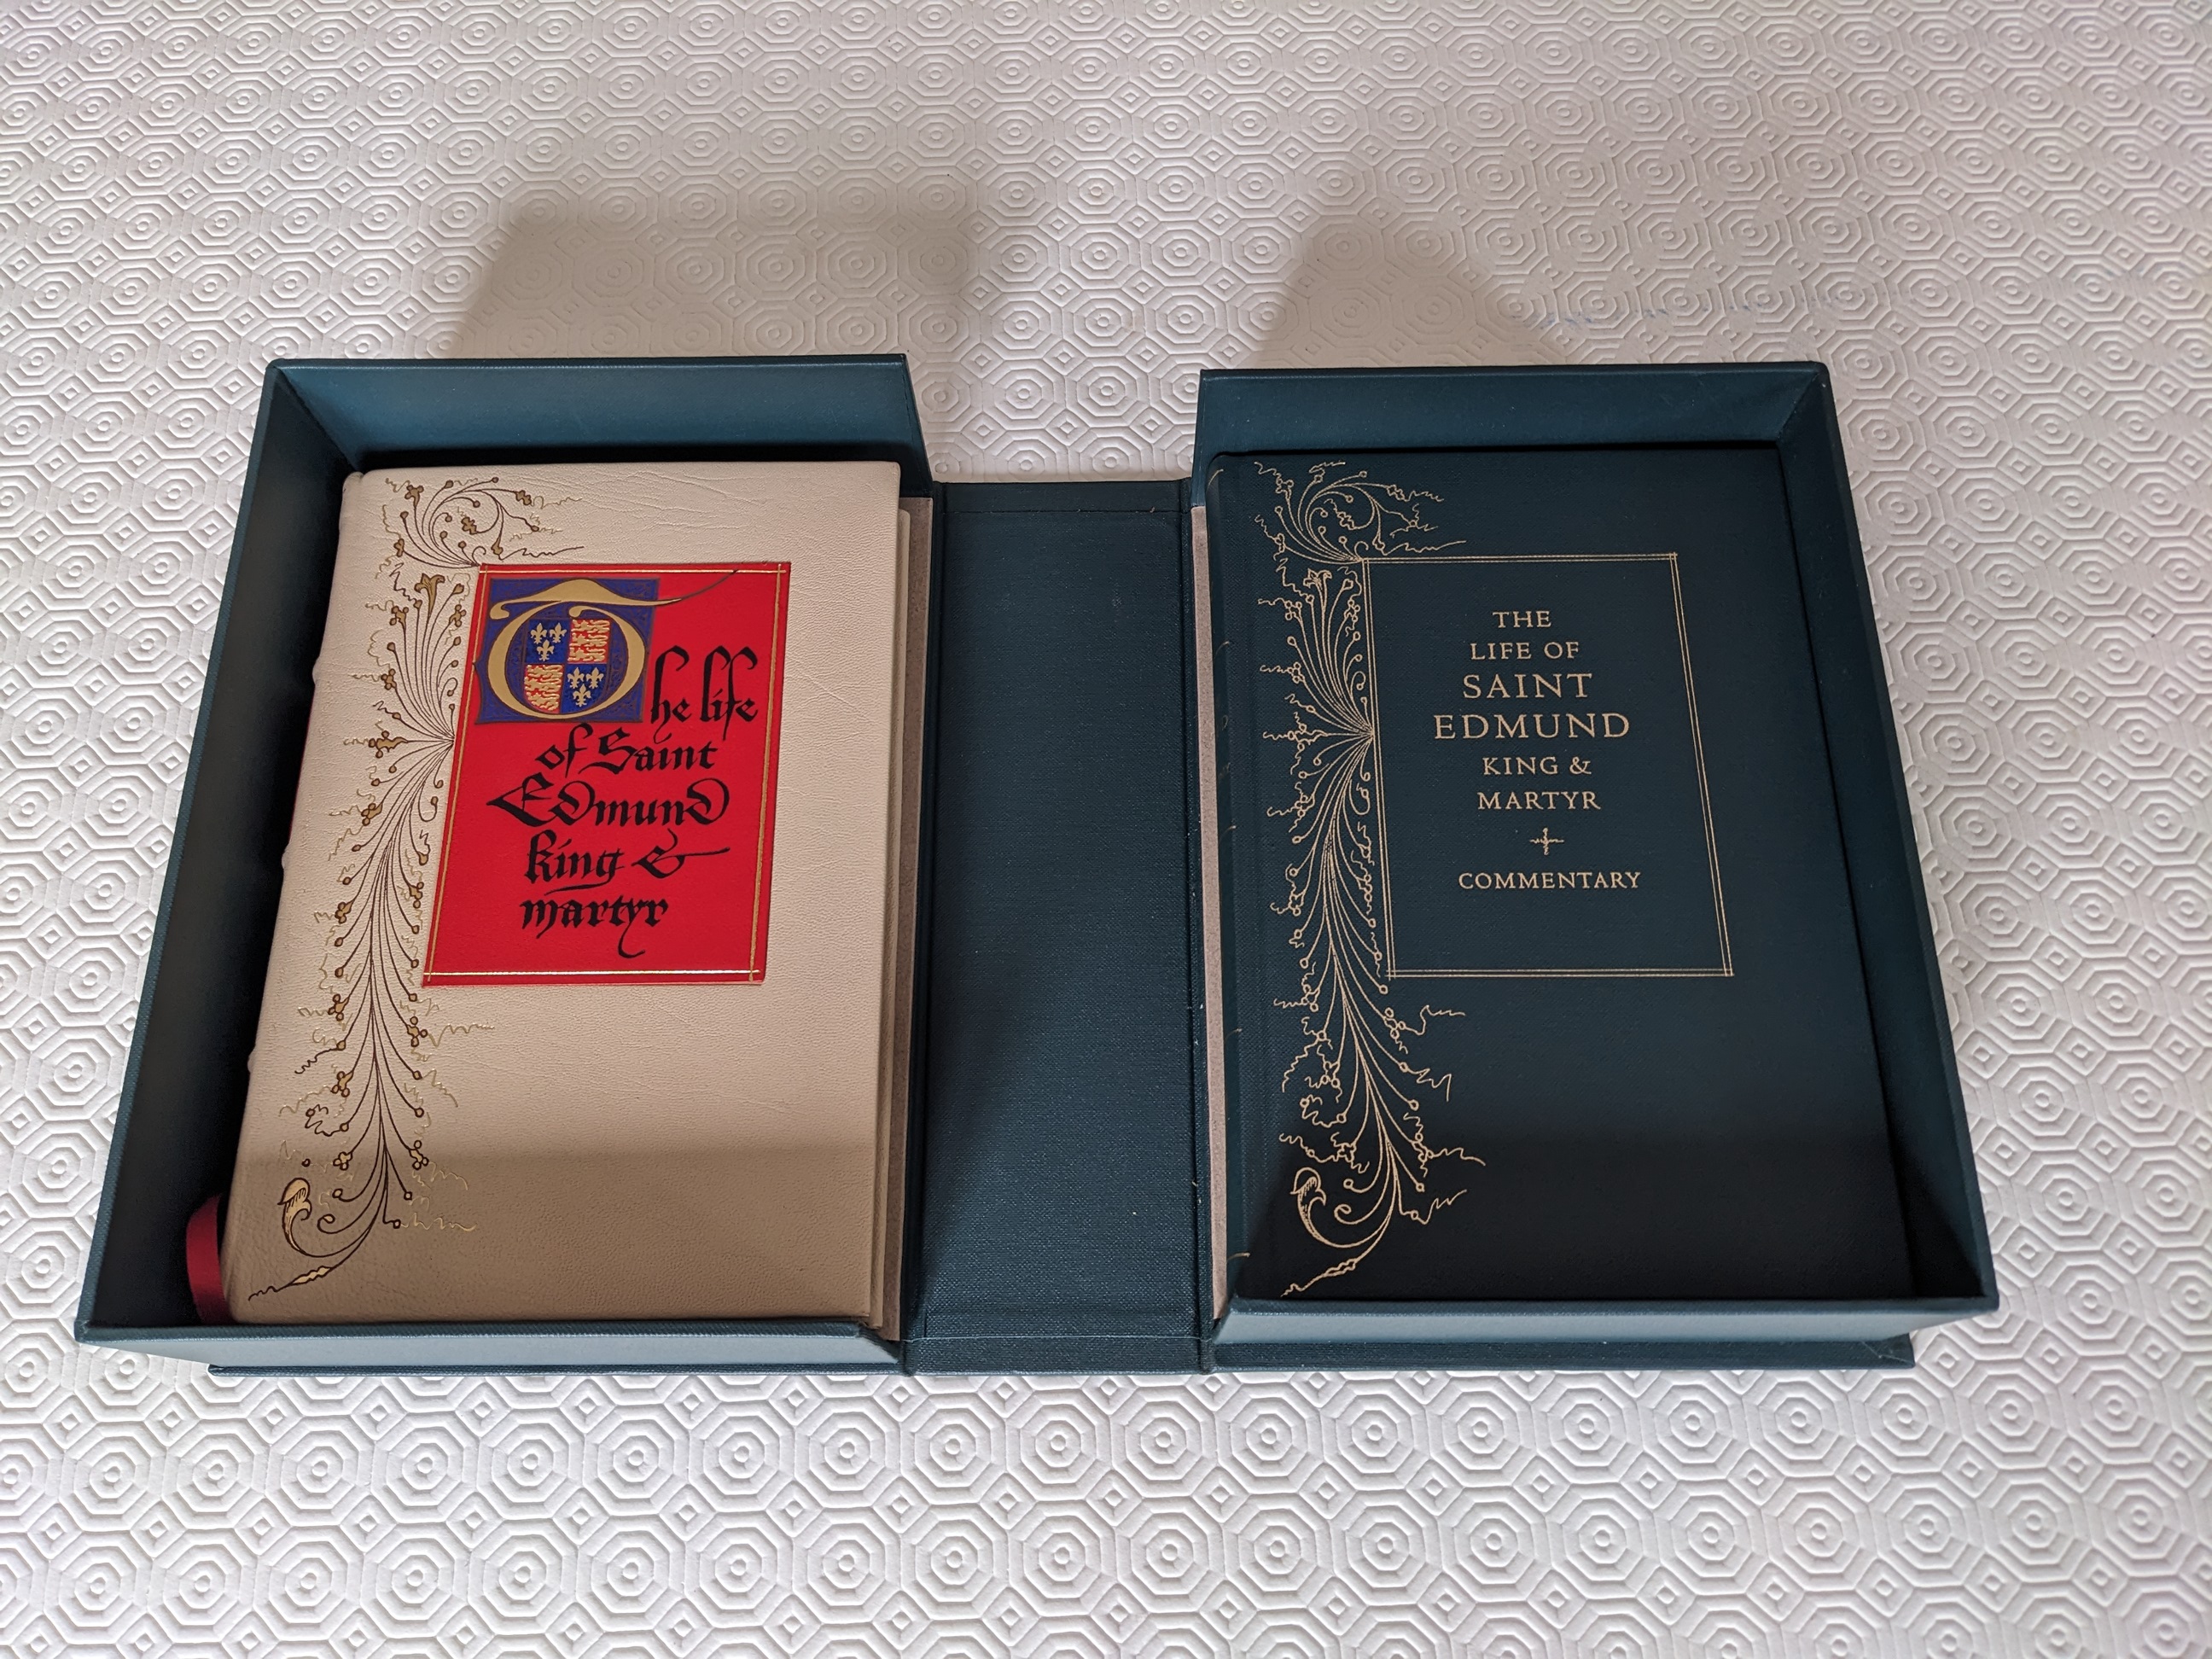 The life
of Saint
Edmund
king &
martyr
THE
LIFE OF
SAINT
EDMUND
KING &
MARTYR
COMMENTARY